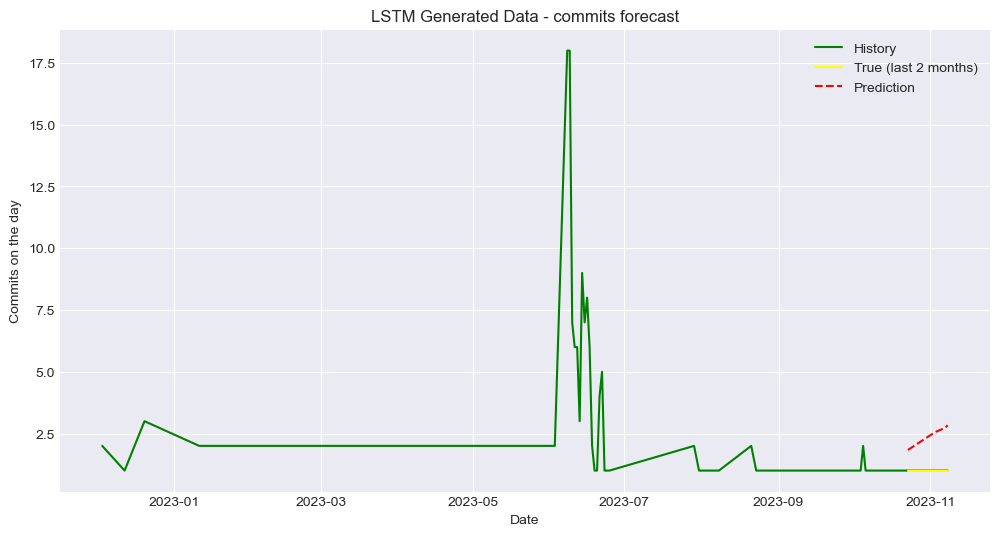 LSTM Generated Data - commits forecast
History
True (last 2 months)
Prediction
Commits on the day
17.5
15.0
12.5
10.0
7.5
5.0
2.5
2023-01
2023-03
2023-05
2023-07
2023-09
2023-11
Date